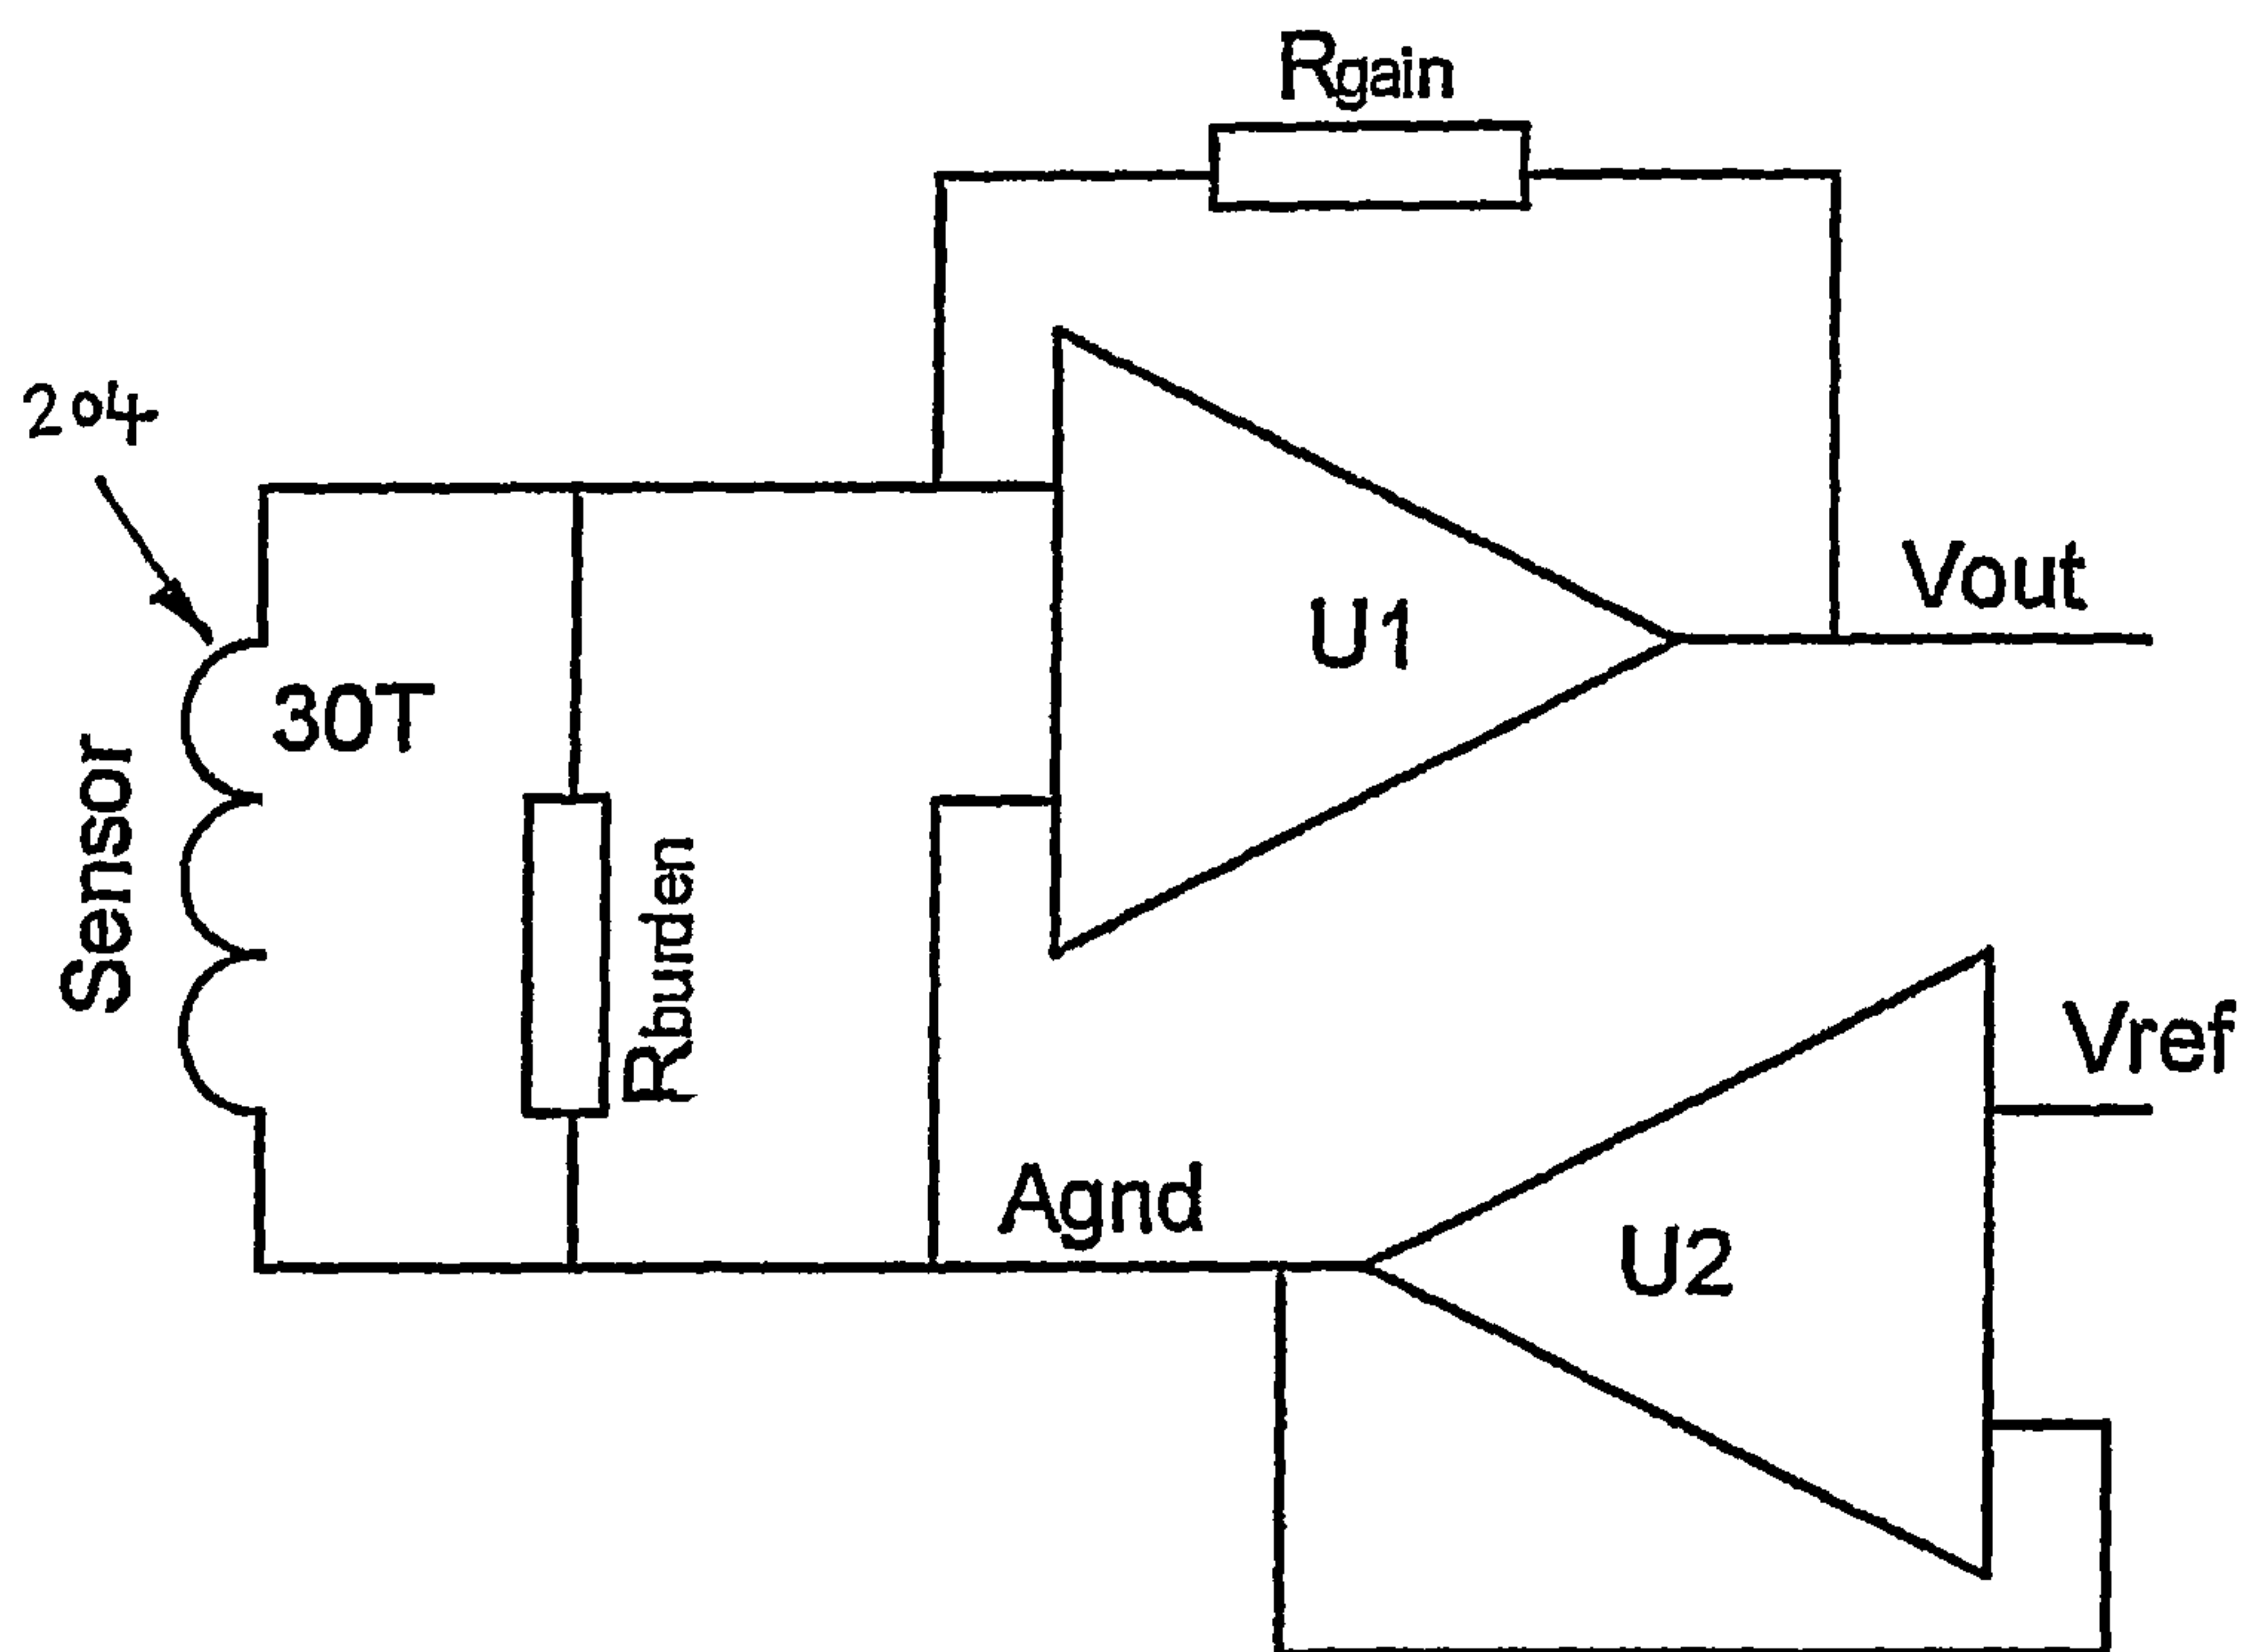 Rgain
204
Vout
U1
30T
Sensor
Rburden
Vref
Agnd
U2